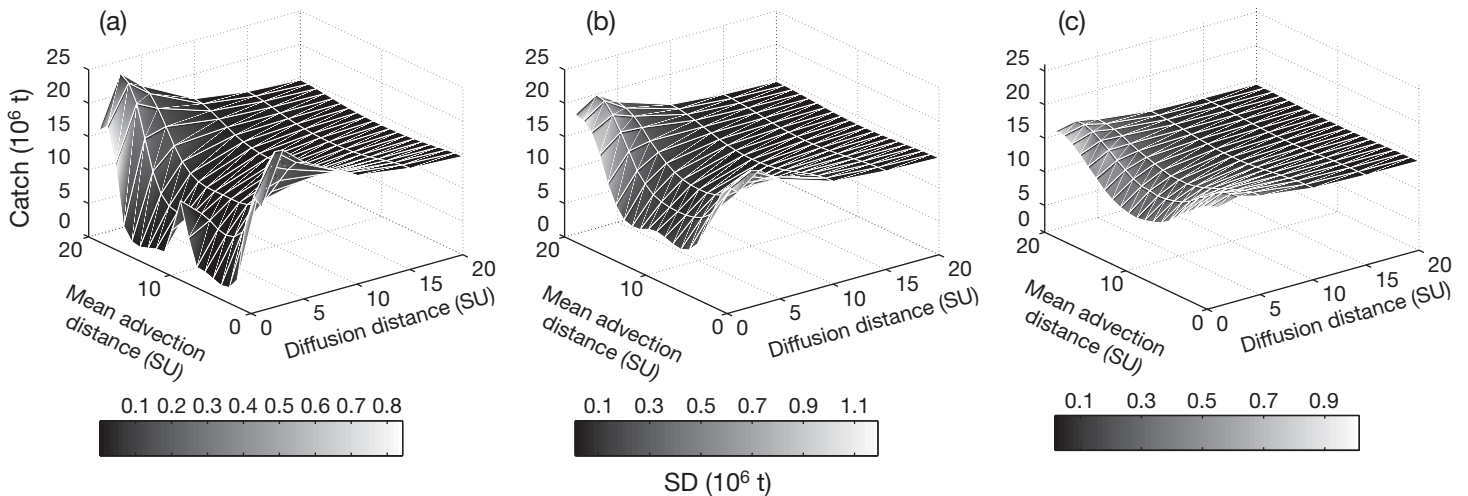 (a)
(b)
(c)
Catch (10⁶ t)
25
20
15
10
5
0
20
10
0
Mean advection
distance (SU)
0
5
10
15
20
Diffusion distance (SU)
25
20
15
10
5
0
20
10
0
Mean advection
distance (SU)
0
5
10
15
20
Diffusion distance (SU)
25
20
15
10
5
0
20
10
0
Mean advection
distance (SU)
0
5
10
15
20
Diffusion distance (SU)
0.1 0.2 0.3 0.4 0.5 0.6 0.7 0.8
0.1 0.3 0.5 0.7 0.9 1.1
0.1 0.3 0.5 0.7 0.9
SD (10⁶ t)